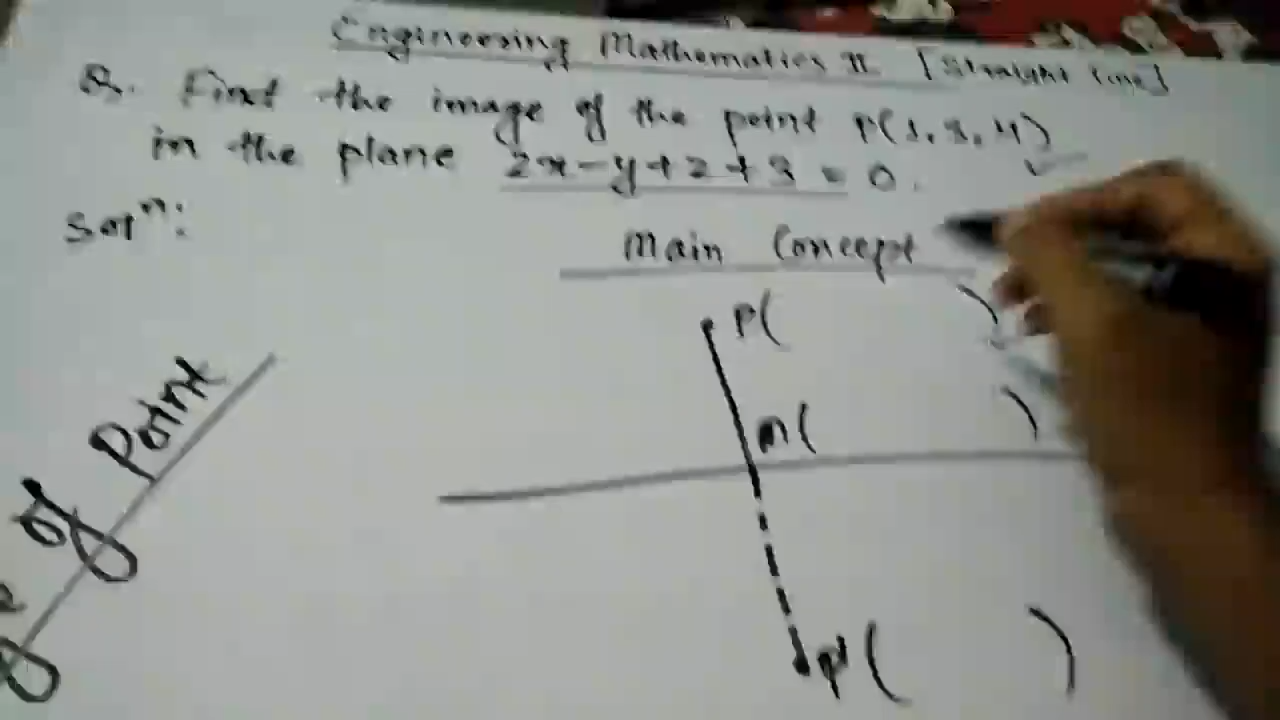 Engineering Mathematics II [Straight Line]
Q. Find the image of the point P(1,3,4)
in the plane 2x-y+z+3=0.
Solⁿ:
Main Concept
P( )
M( )
of Point
P'( )